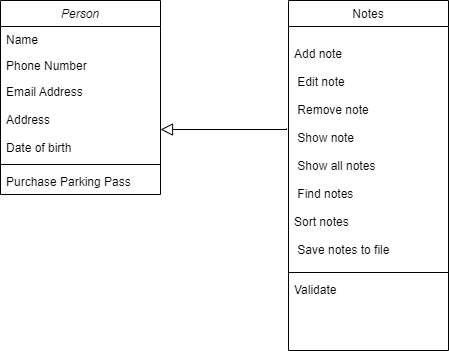 Person
Name
Phone Number
Email Address
Address
Date of birth
Purchase Parking Pass
Notes
Add note
Edit note
Remove note
Show note
Show all notes
Find notes
Sort notes
Save notes to file
Validate